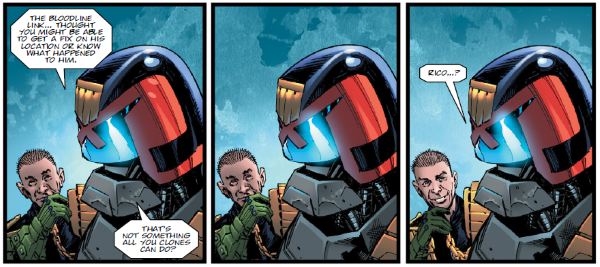 THE BLOODLINE
LINK... THOUGHT
YOU MIGHT BE ABLE
TO GET A FIX ON HIS
LOCATION OR KNOW
WHAT HAPPENED
TO HIM.
THAT'S
NOT SOMETHING
ALL YOU CLONES
CAN DO?
RICO...?